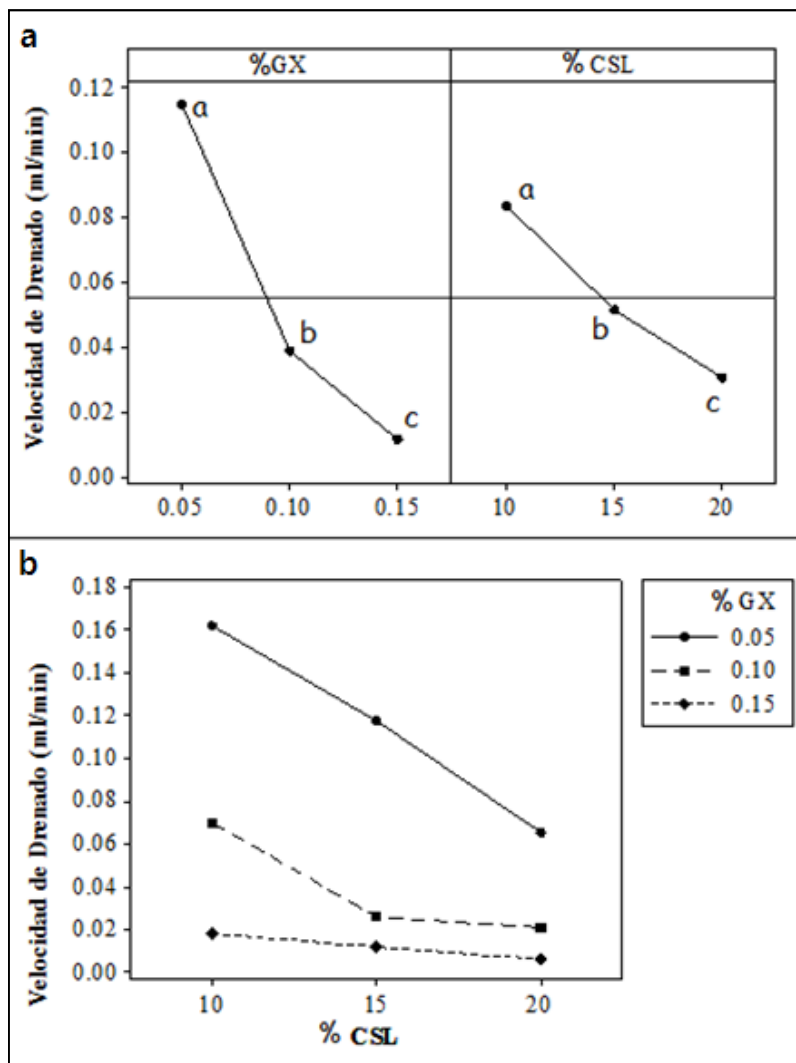 a
%GX
% CSL
Velocidad de Drenado (ml/min)
0.12
0.10
0.08
0.06
0.04
0.02
0.00
a
b
c
a
b
c
0.05 0.10 0.15 10 15 20
b
Velocidad de Drenado (ml/min)
0.18
0.16
0.14
0.12
0.10
0.08
0.06
0.04
0.02
0.00
10 15 20
% CSL
% GX
0.05
0.10
0.15